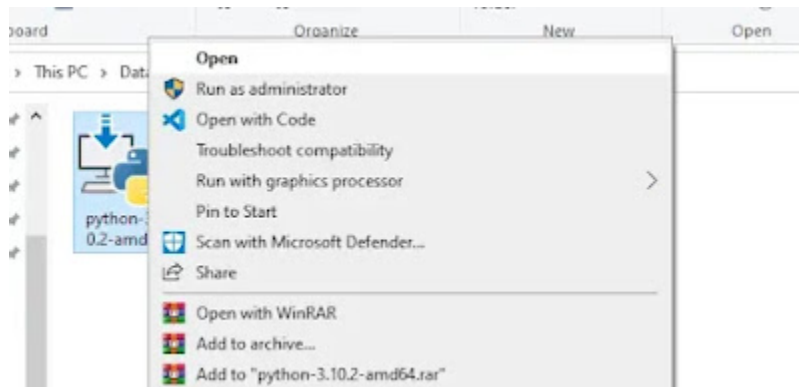 Organize New Open
This PC > Data
Open
Run as administrator
Open with Code
Troubleshoot compatibility
Run with graphics processor
Pin to Start
python-3
0.2-amd
Scan with Microsoft Defender...
Share
Open with WinRAR
Add to archive...
Add to "python-3.10.2-amd64.rar"